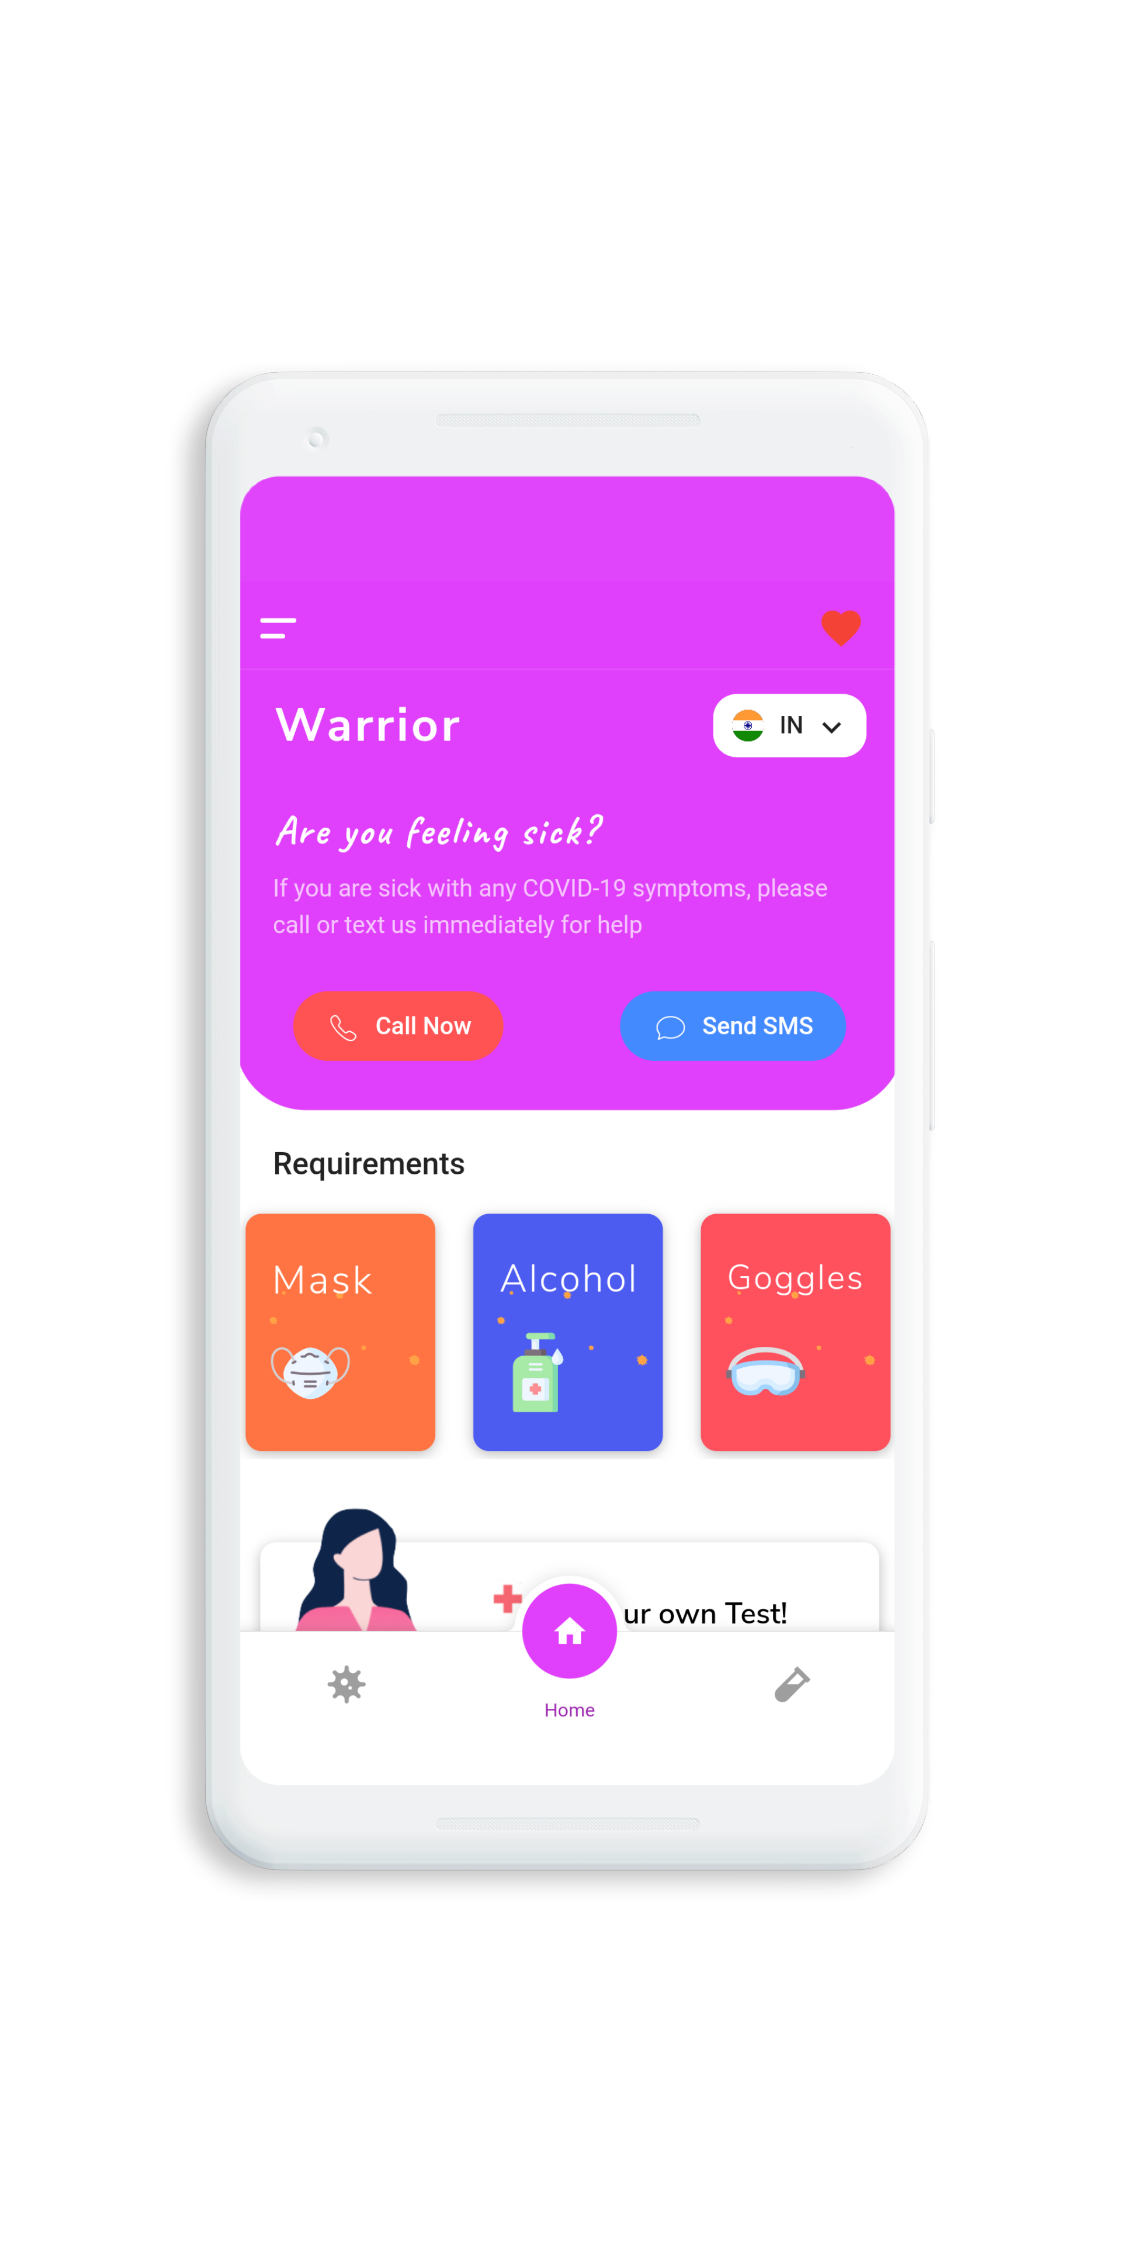 Warrior
IN
Are you feeling sick?
If you are sick with any COVID-19 symptoms, please
call or text us immediately for help
Call Now
Send SMS
Requirements
Mask
Alcohol
Goggles
own Test!
Home